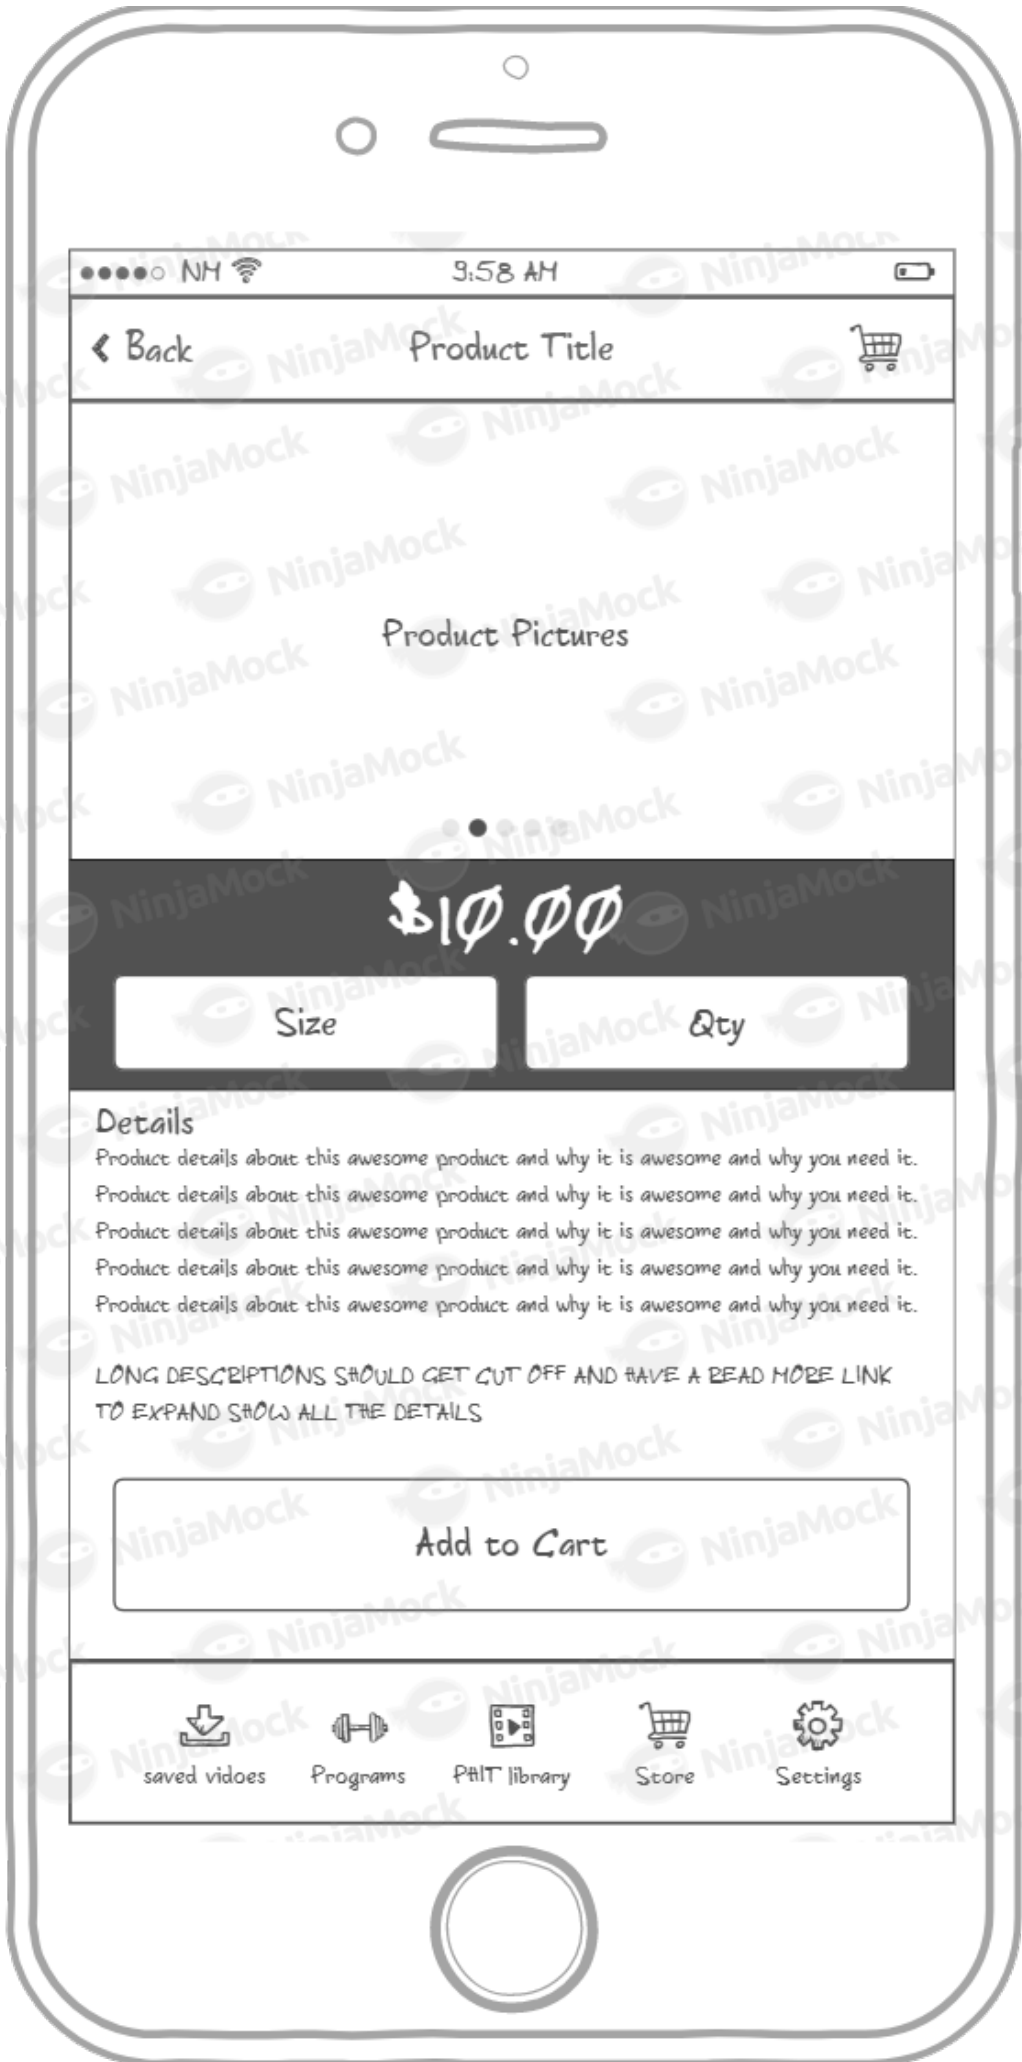 NM 9:58 AM
Back Product Title
Product Pictures
$10.00
Size Qty
Details
Product details about this awesome product and why it is awesome and why you need it.
Product details about this awesome product and why it is awesome and why you need it.
Product details about this awesome product and why it is awesome and why you need it.
Product details about this awesome product and why it is awesome and why you need it.
Product details about this awesome product and why it is awesome and why you need it.
LONG DESCRIPTIONS SHOULD GET CUT OFF AND HAVE A READ MORE LINK
TO EXPAND SHOW ALL THE DETAILS
Add to Cart
saved vidoes Programs PHIT library Store Settings
NinjaMock